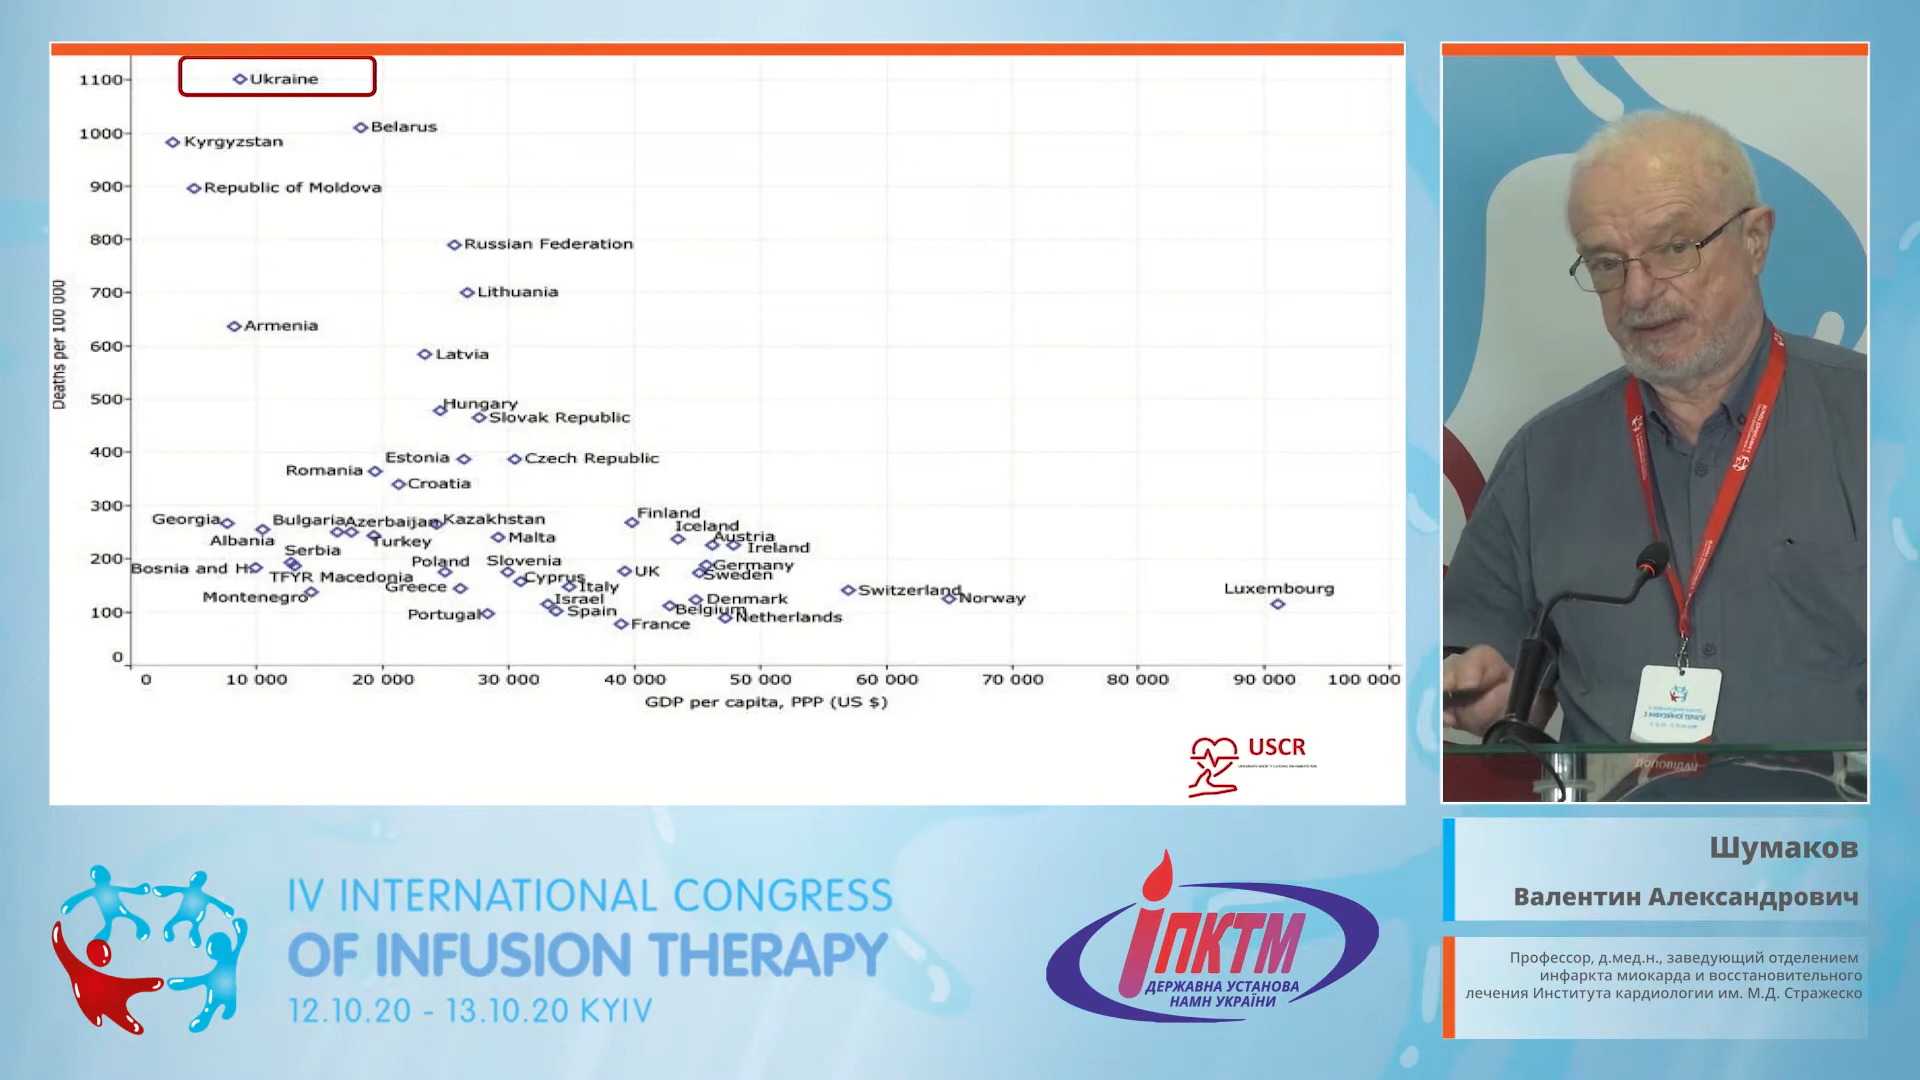 1100
Ukraine
1000
Belarus
Kyrgyzstan
900
Republic of Moldova
800
Russian Federation
700
Lithuania
Armenia
600
Latvia
500
Hungary
Slovak Republic
400
Estonia
Czech Republic
Romania
Croatia
300
Georgia
Bulgaria
Azerbaijan
Kazakhstan
Finland
Iceland
Albania
Turkey
Malta
Austria
Ireland
200
Serbia
Bosnia and H
TFYR Macedonia
Poland
Slovenia
Cyprus
UK
Germany
Sweden
Montenegro
Greece
Italy
Switzerland
Luxembourg
Israel
Denmark
Norway
100
Portugal
Spain
Belgium
Netherlands
France
0
Deaths per 100 000
0 10 000 20 000 30 000 40 000 50 000 60 000 70 000 80 000 90 000 100 000
GDP per capita, PPP (US $)
USCR
IV INTERNATIONAL CONGRESS
OF INFUSION THERAPY
12.10.20 - 13.10.20 KYIV
ІПКТМ
ДЕРЖАВНА УСТАНОВА
НАМН УКРАЇНИ
З ІНФУЗІЙНОЇ ТЕРАПІЇ
ДОПОВІДАЧ
Шумаков
Валентин Александрович
Профессор, д.мед.н., заведующий отделением
инфаркта миокарда и восстановительного
лечения Института кардиологии им. М.Д. Стражеско